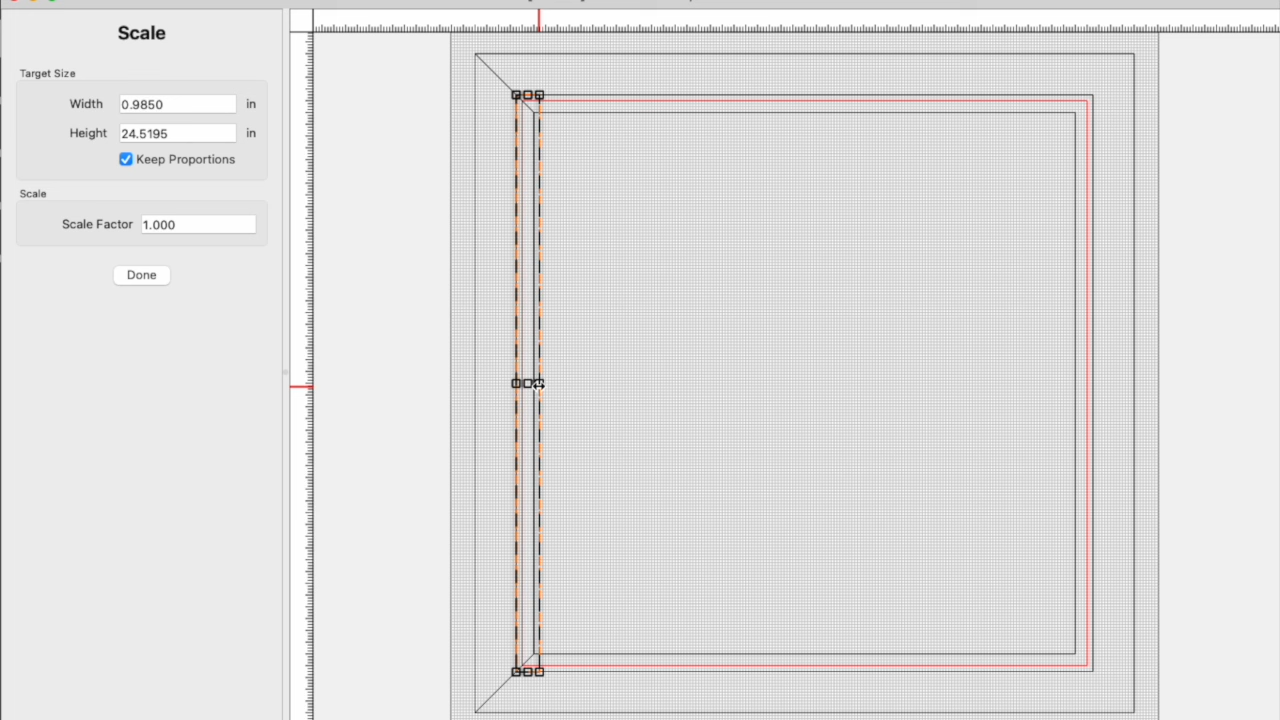 Scale
Target Size
Width 0.9850 in
Height 24.5195 in
Keep Proportions
Scale
Scale Factor 1.000
Done